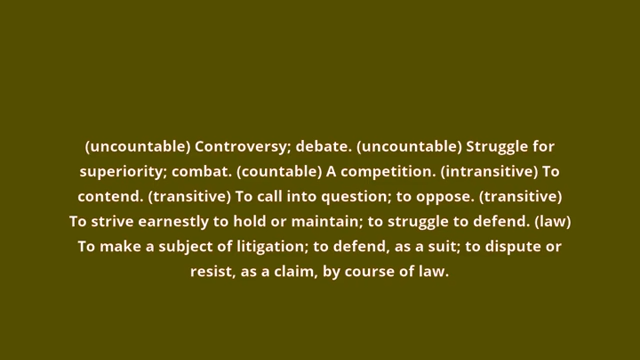 (uncountable) Controversy; debate. (uncountable) Struggle for
superiority; combat. (countable) A competition. (intransitive) To
contend. (transitive) To call into question; to oppose. (transitive)
To strive earnestly to hold or maintain; to struggle to defend. (law)
To make a subject of litigation; to defend, as a suit; to dispute or
resist, as a claim, by course of law.